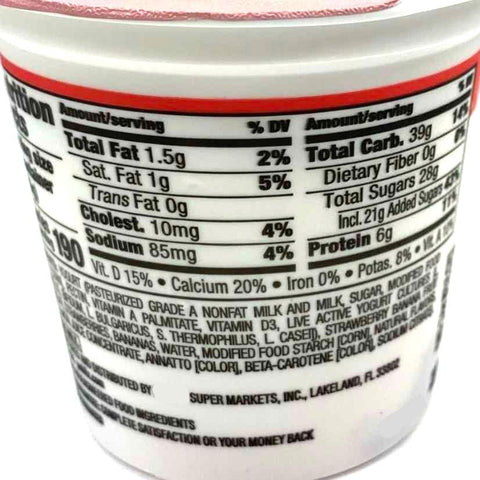 Amount/serving % DV
Total Fat 1.5g 2%
Sat. Fat 1g 5%
Trans Fat 0g
Cholest. 10mg 4%
Sodium 85mg 4%
Amount/serving % DV
Total Carb. 39g 14%
Dietary Fiber 0g 0%
Total Sugars 28g
Incl. 21g Added Sugars 43%
Protein 6g 11%
190
Vit. D 15% • Calcium 20% • Iron 0% • Potas. 8% • Vit. A
YOGURT (PASTEURIZED GRADE A NONFAT MILK AND MILK, SUGAR, MODIFIED FOOD
PECTIN, VITAMIN A PALMITATE, VITAMIN D3, LIVE ACTIVE YOGURT CULTURES
L. BULGARICUS, S. THERMOPHILUS, L. CASEI), STRAWBERRY BANANA
BANANAS, WATER, MODIFIED FOOD STARCH [CORN], NATURAL FLAVORS,
CONCENTRATE, ANNATTO [COLOR], BETA-CAROTENE [COLOR], SODIUM CITRATE
DISTRIBUTED BY SUPER MARKETS, INC., LAKELAND, FL 33802
FOOD INGREDIENTS
COMPLETE SATISFACTION OR YOUR MONEY BACK